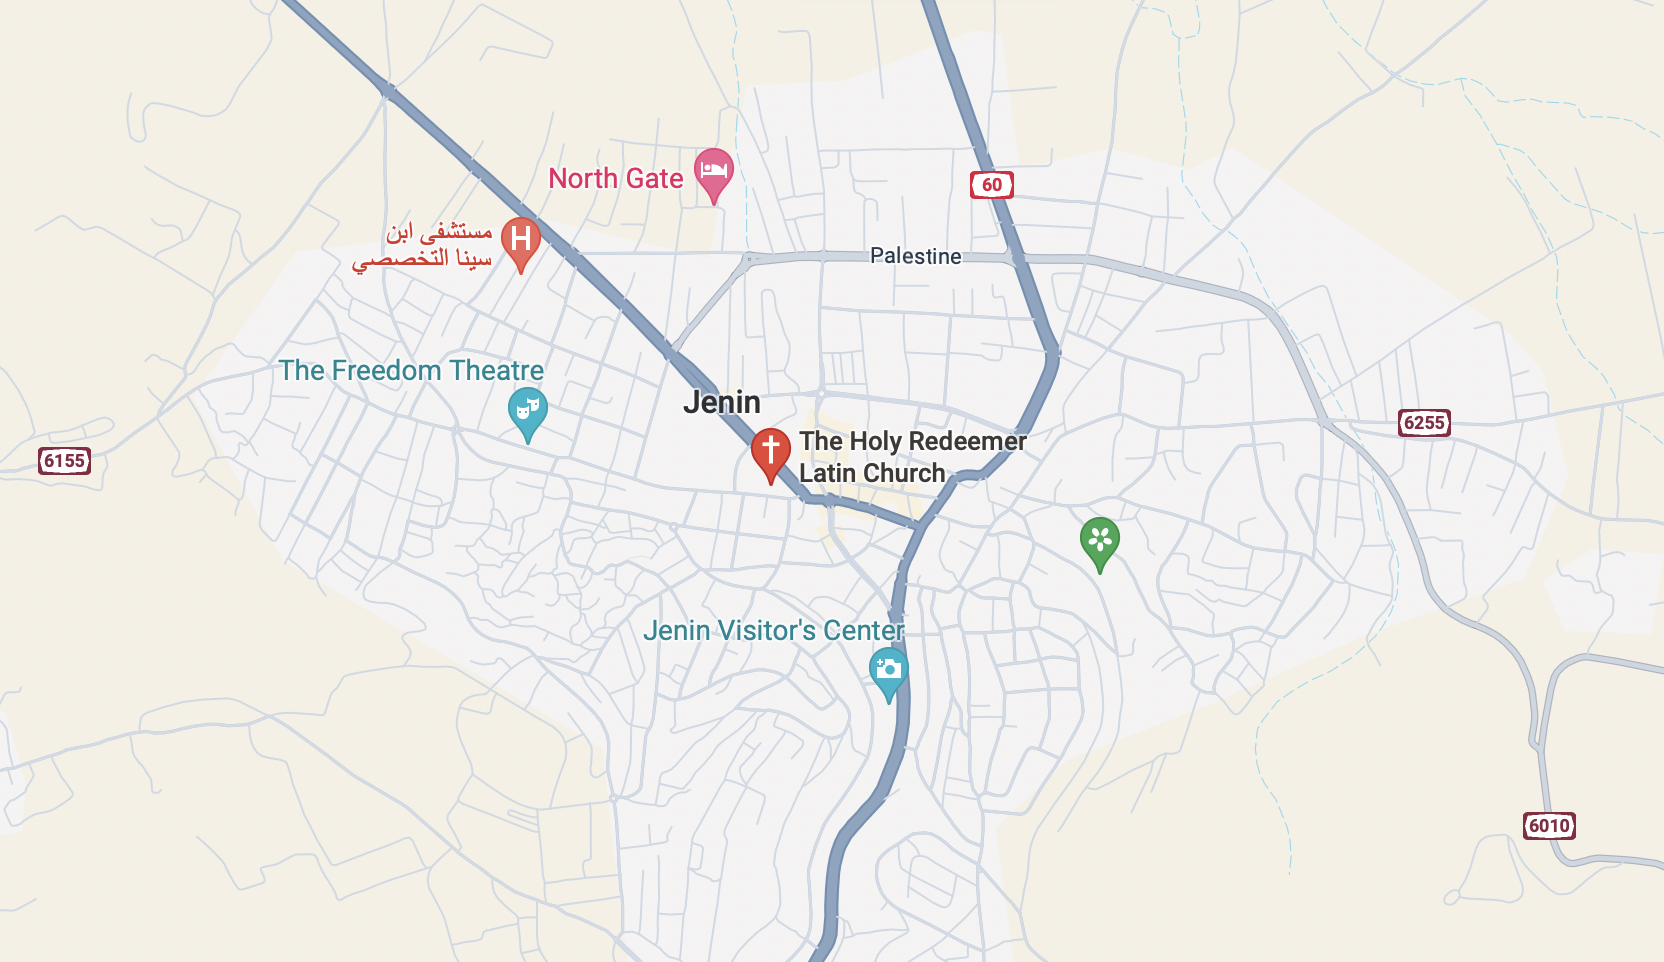 North Gate
60
مستشفى ابن
سينا التخصصي
Palestine
The Freedom Theatre
Jenin
6255
The Holy Redeemer
Latin Church
6155
H
Jenin Visitor's Center
6010